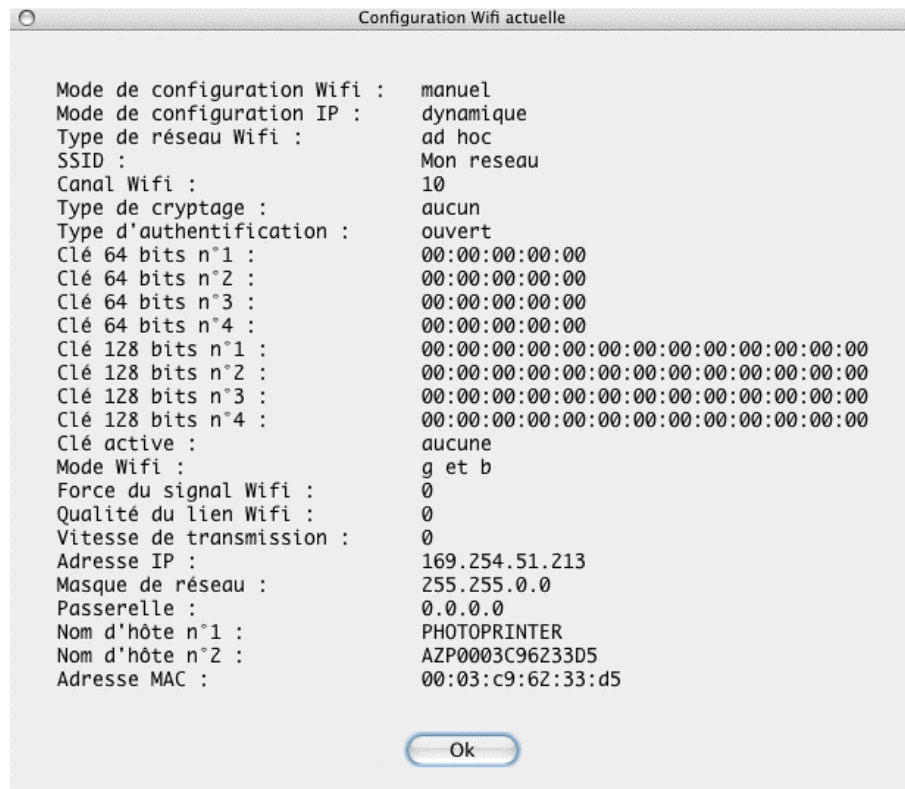 Configuration Wifi actuelle
Mode de configuration Wifi : manuel
Mode de configuration IP : dynamique
Type de réseau Wifi : ad hoc
SSID : Mon reseau
Canal Wifi : 10
Type de cryptage : aucun
Type d'authentification : ouvert
Clé 64 bits n°1 : 00:00:00:00:00
Clé 64 bits n°2 : 00:00:00:00:00
Clé 64 bits n°3 : 00:00:00:00:00
Clé 64 bits n°4 : 00:00:00:00:00
Clé 128 bits n°1 : 00:00:00:00:00:00:00:00:00:00:00:00:00
Clé 128 bits n°2 : 00:00:00:00:00:00:00:00:00:00:00:00:00
Clé 128 bits n°3 : 00:00:00:00:00:00:00:00:00:00:00:00:00
Clé 128 bits n°4 : 00:00:00:00:00:00:00:00:00:00:00:00:00
Clé active : aucune
Mode Wifi : g et b
Force du signal Wifi : 0
Qualité du lien Wifi : 0
Vitesse de transmission : 0
Adresse IP : 169.254.51.213
Masque de réseau : 255.255.0.0
Passerelle : 0.0.0.0
Nom d'hôte n°1 : PHOTOPRINTER
Nom d'hôte n°2 : AZP0003C96233D5
Adresse MAC : 00:03:c9:62:33:d5
Ok